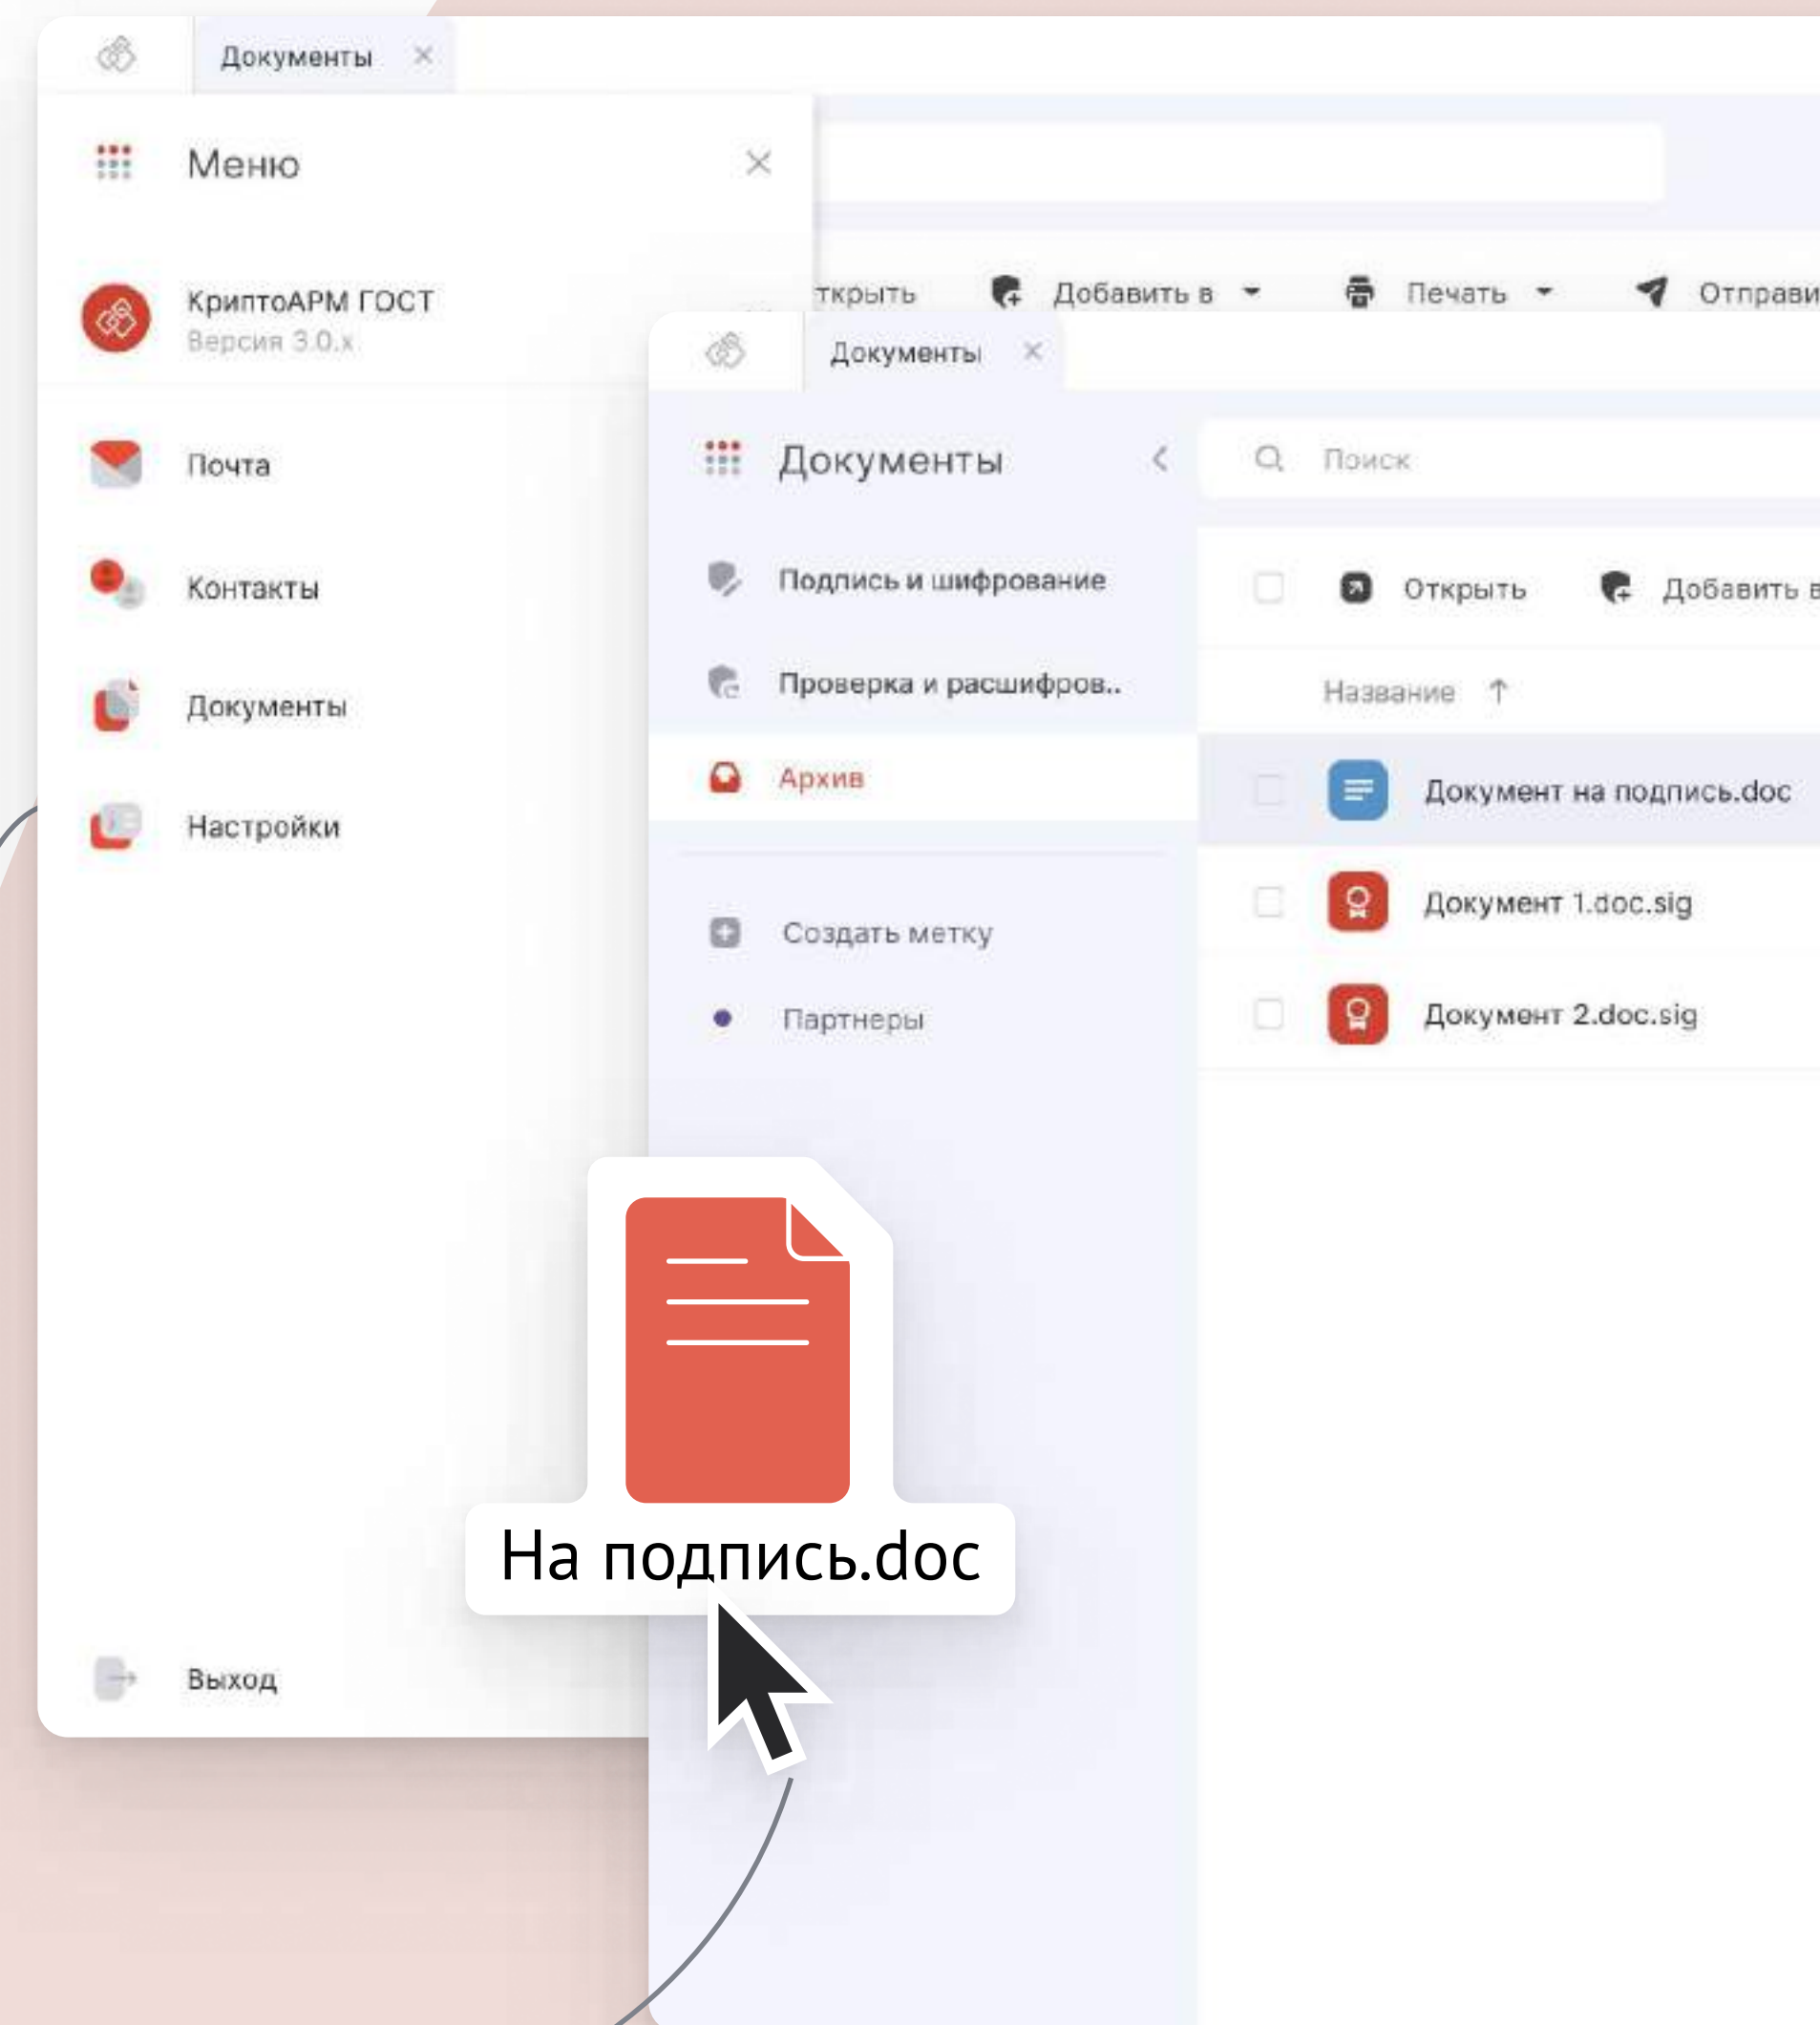 Документы
Меню
КриптоАРМ ГОСТ
Версия 3.0.x
Почта
Контакты
Документы
Настройки
Выход
ткрыть
Добавить в
Печать
Отправи
Документы
Документы
Подпись и шифрование
Проверка и расшифров..
Архив
Создать метку
Партнеры
Поиск
Открыть
Добавить в
Название
Документ на подпись.doc
Документ 1.doc.sig
Документ 2.doc.sig
На подпись.doc